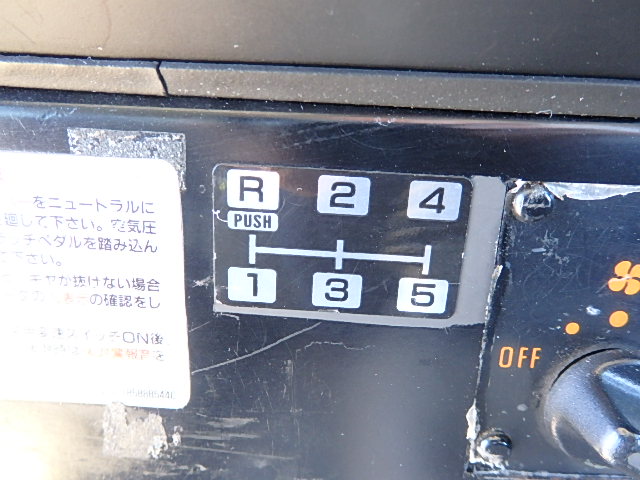 ーをニュートラルに
廻して下さい。空気圧
ッチペダルを踏み込ん
下さい。
ギヤが抜けない場合
の確認をし
スイッチON後
R 2 4
PUSH
1 3 5
OFF